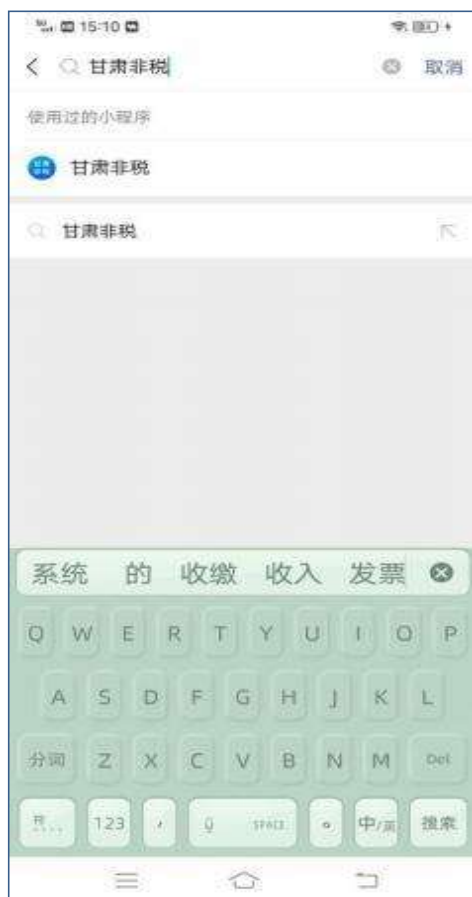 15:10
甘肃非税 取消
使用过的小程序
甘肃非税
甘肃非税
系统 的 收缴 收入 发票
Q W E R T Y U I O P
A S D F G H J K L
分词 Z X C V B N M Del
123 , SPACE 。 中/英 搜索